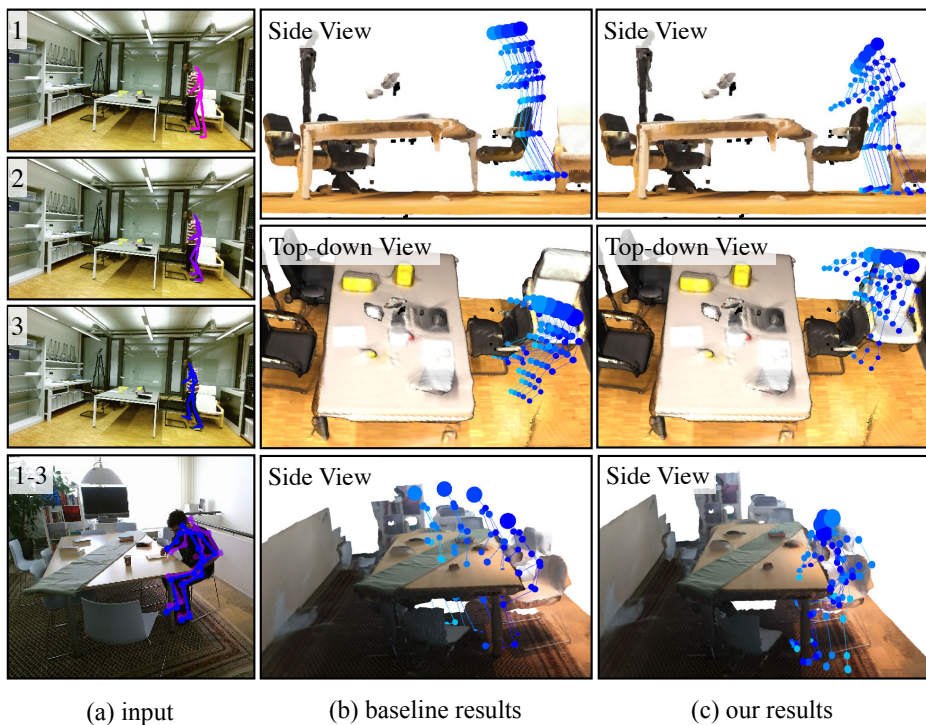 1
Side View
Side View
2
Top-down View
Top-down View
3
1-3
Side View
Side View
(a) input
(b) baseline results
(c) our results